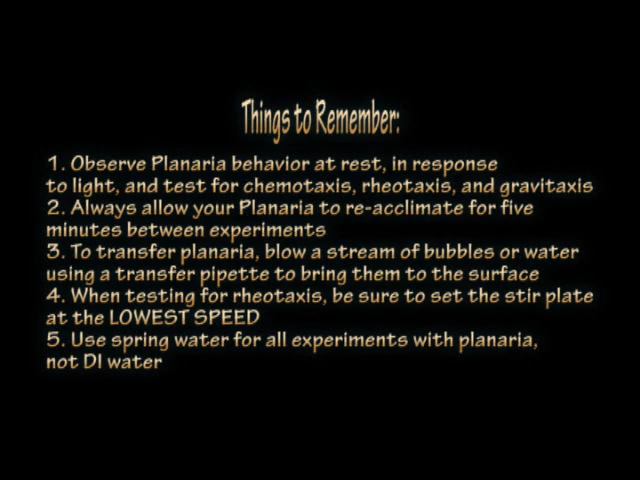 Things to Remember:
1. Observe Planaria behavior at rest, in response
to light, and test for chemotaxis, rheotaxis, and gravitaxis
2. Always allow your Planaria to re-acclimate for five
minutes between experiments
3. To transfer planaria, blow a stream of bubbles or water
using a transfer pipette to bring them to the surface
4. When testing for rheotaxis, be sure to set the stir plate
at the LOWEST SPEED
5. Use spring water for all experiments with planaria,
not DI water